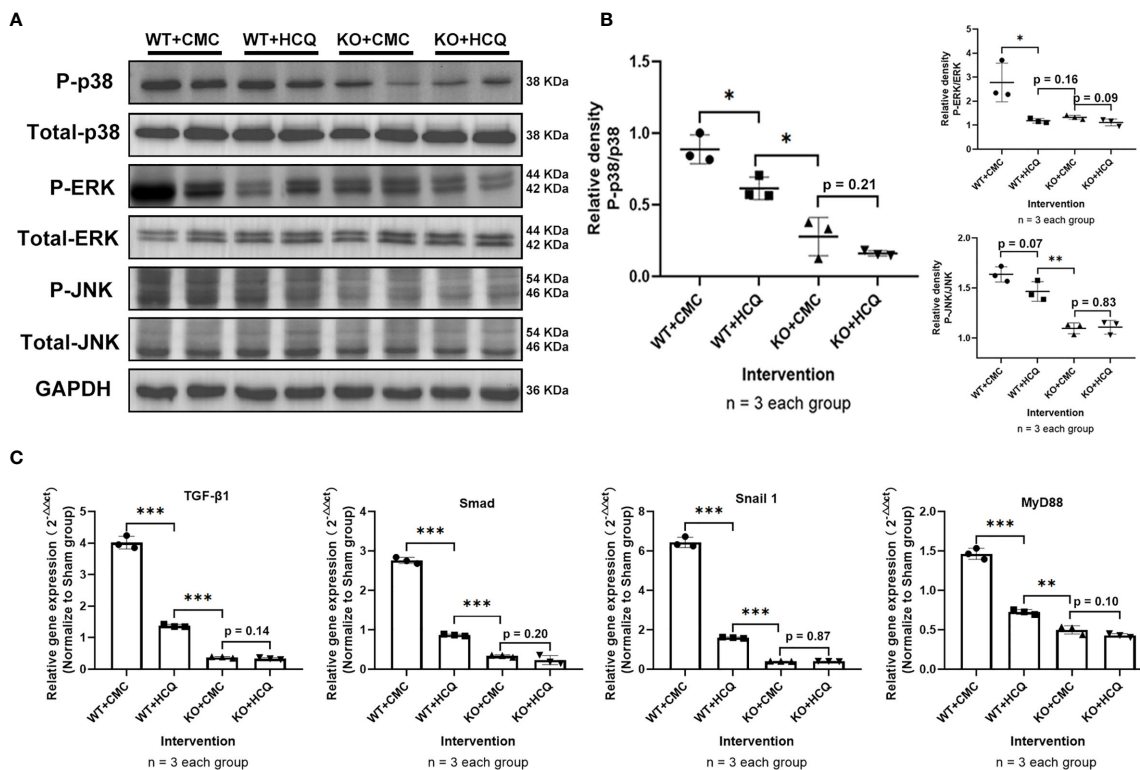 A
WT+CMC WT+HCQ KO+CMC KO+HCQ
P-p38 38 KDa
Total-p38 38 KDa
P-ERK 44 KDa
42 KDa
Total-ERK 44 KDa
42 KDa
P-JNK 54 KDa
46 KDa
Total-JNK 54 KDa
46 KDa
GAPDH 36 KDa
B
Relative density
P-p38/p38
1.5
1.0
0.5
0.0
*
*
p = 0.21
WT+CMC
WT+HCQ
KO+CMC
KO+HCQ
Intervention
n = 3 each group
Relative density
P-ERK/ERK
5
4
3
2
1
0
*
p = 0.16
p = 0.09
WT+CMC
WT+HCQ
KO+CMC
KO+HCQ
Intervention
n = 3 each group
Relative density
P-JNK/JNK
2.0
1.5
1.0
p = 0.07
**
p = 0.83
WT+CMC
WT+HCQ
KO+CMC
KO+HCQ
Intervention
n = 3 each group
C
TGF-β1
Relative gene expression ( 2^-△△ct)
(Normalize to Sham group)
5
4
3
2
1
0
***
***
p = 0.14
WT+CMC
WT+HCQ
KO+CMC
KO+HCQ
Intervention
n = 3 each group
Smad
Relative gene expression ( 2^-△△ct)
(Normalize to Sham group)
4
3
2
1
0
***
***
p = 0.20
WT+CMC
WT+HCQ
KO+CMC
KO+HCQ
Intervention
n = 3 each group
Snail 1
Relative gene expression ( 2^-△△ct)
(Normalize to Sham group)
8
6
4
2
0
***
***
p = 0.87
WT+CMC
WT+HCQ
KO+CMC
KO+HCQ
Intervention
n = 3 each group
MyD88
Relative gene expression ( 2^-△△ct)
(Normalize to Sham group)
2.0
1.5
1.0
0.5
0.0
***
**
p = 0.10
WT+CMC
WT+HCQ
KO+CMC
KO+HCQ
Intervention
n = 3 each group